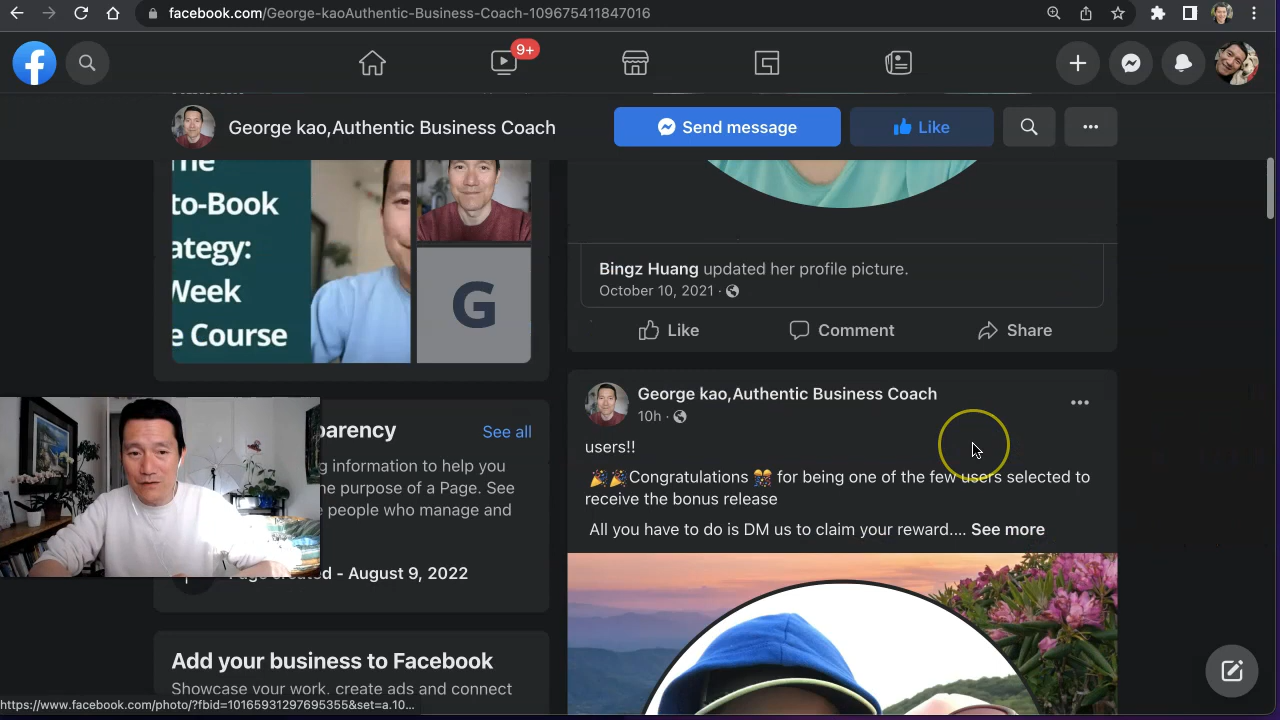 facebook.com/George-kaoAuthentic-Business-Coach-109675411847016
9+
George kao,Authentic Business Coach
Send message
Like
to-Book
ategy:
Week
e Course
G
Bingz Huang updated her profile picture.
October 10, 2021
Like
Comment
Share
parency
See all
g information to help you
he purpose of a Page. See
e people who manage and
Page created - August 9, 2022
Add your business to Facebook
Showcase your work, create ads and connect
George kao,Authentic Business Coach
10h
users!!
🎉🎉Congratulations 🎊 for being one of the few users selected to
receive the bonus release
All you have to do is DM us to claim your reward.... See more
https://www.facebook.com/photo/?fbid=10165931297695355&set=a.10...